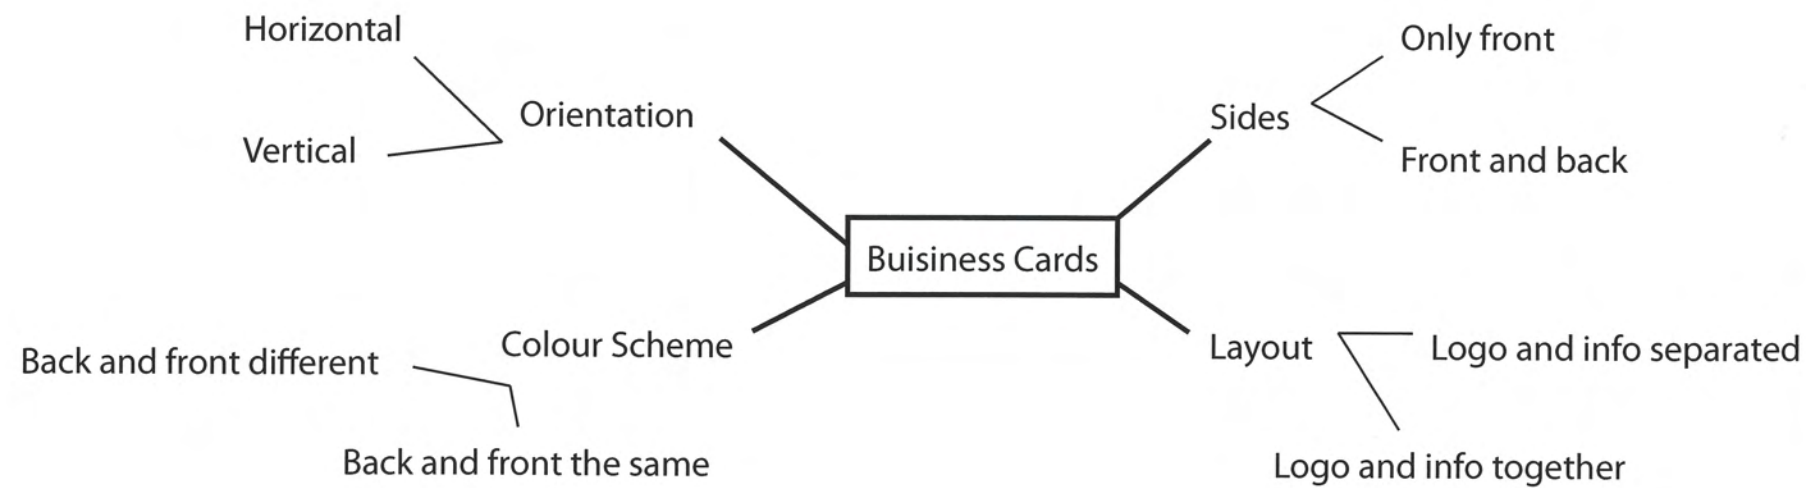 Horizontal
Vertical
Orientation
Sides
Only front
Front and back
Buisiness Cards
Colour Scheme
Back and front different
Back and front the same
Layout
Logo and info separated
Logo and info together